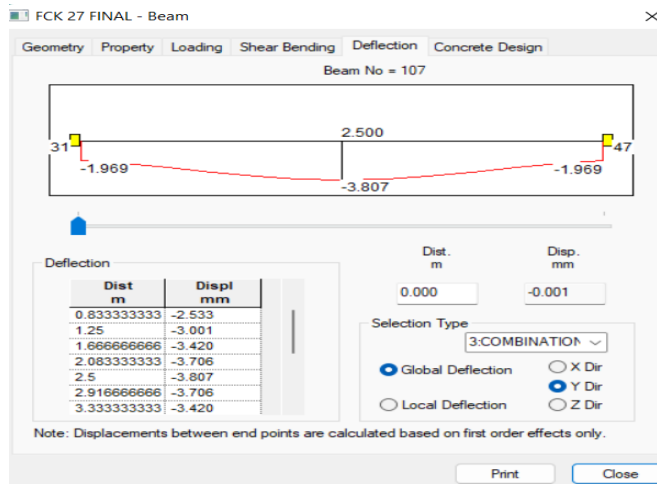 FCK 27 FINAL - Beam
Geometry Property Loading Shear Bending Deflection Concrete Design
Beam No = 107
2.500
31
47
-1.969
-1.969
-3.807
Dist.
m
Disp.
mm
0.000
-0.001
Deflection
Dist
m
Displ
mm
0.833333333 -2.533
1.25 -3.001
1.666666666 -3.420
2.083333333 -3.706
2.5 -3.807
2.916666666 -3.706
3.333333333 -3.420
Selection Type
3:COMBINATION
Global Deflection
Local Deflection
X Dir
Y Dir
Z Dir
Note: Displacements between end points are calculated based on first order effects only.
Print Close